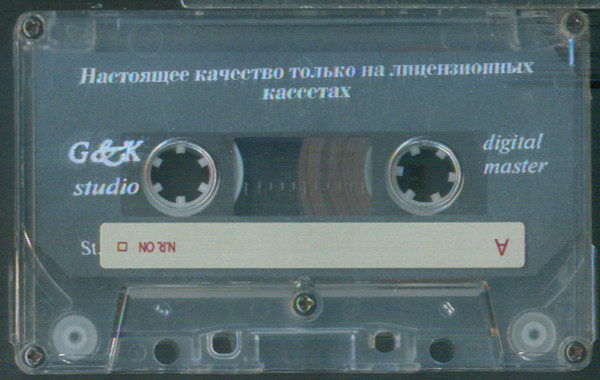 Настоящее качество только на лицензионных
кассетах
G&K
studio
digital
master
St.
N.R. ON
A